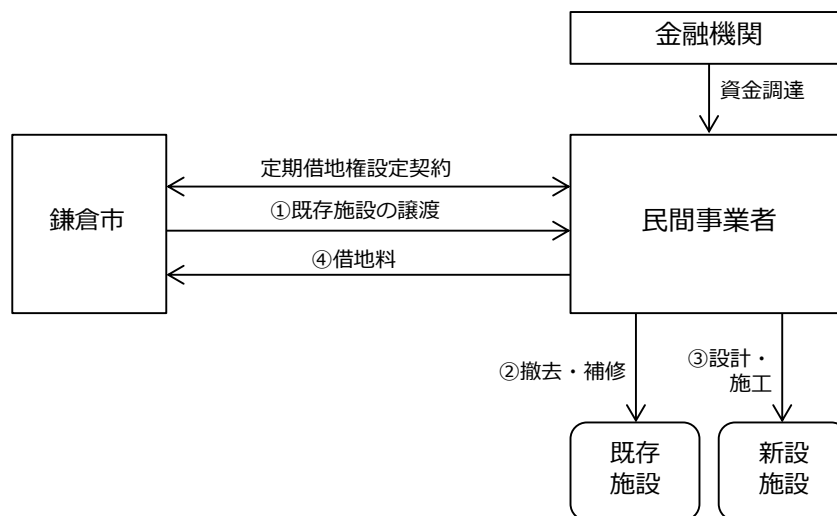 金融機関
資金調達
定期借地権設定契約
鎌倉市
①既存施設の譲渡
民間事業者
④借地料
②撤去・補修
③設計・
施工
既存
施設
新設
施設